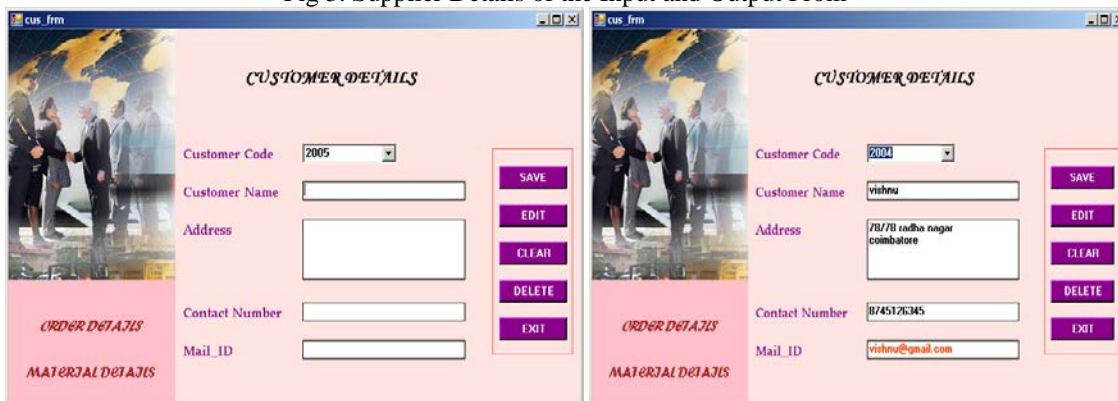 Fig 3. Supplier Details of the Input and Output From
cus_frm
CUSTOMER DETAILS
Customer Code 2005
Customer Name
Address
Contact Number
Mail_ID
SAVE
EDIT
CLEAR
DELETE
EXIT
ORDER DETAILS
MATERIAL DETAILS
cus_frm
CUSTOMER DETAILS
Customer Code 2004
Customer Name vishnu
Address 78/78 radha nagar
coimbatore
Contact Number 8745126345
Mail_ID vishnu@gmail.com
SAVE
EDIT
CLEAR
DELETE
EXIT
ORDER DETAILS
MATERIAL DETAILS